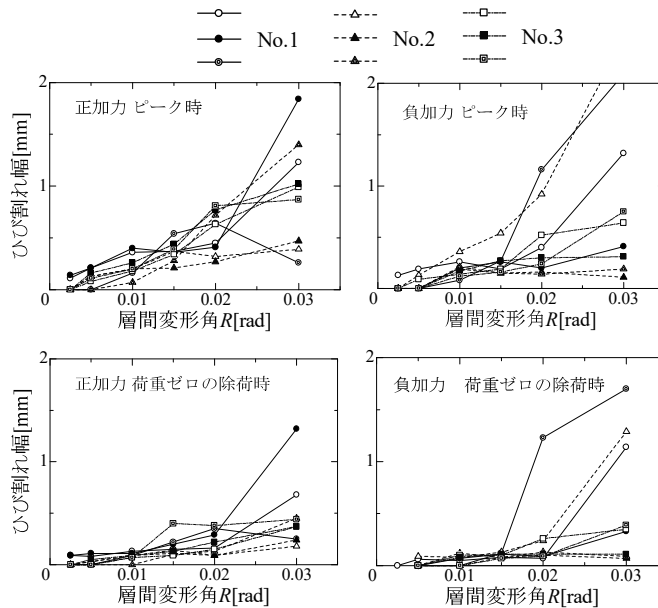 No.1 No.2 No.3
正加力 ピーク時
負加力 ピーク時
ひび割れ幅[mm]
2
1
0
0.01 0.02 0.03
層間変形角R[rad]
2
1
0
0.01 0.02 0.03
層間変形角R[rad]
正加力 荷重ゼロの除荷時
負加力 荷重ゼロの除荷時
ひび割れ幅[mm]
2
1
0
0.01 0.02 0.03
層間変形角R[rad]
2
1
0
0.01 0.02 0.03
層間変形角R[rad]